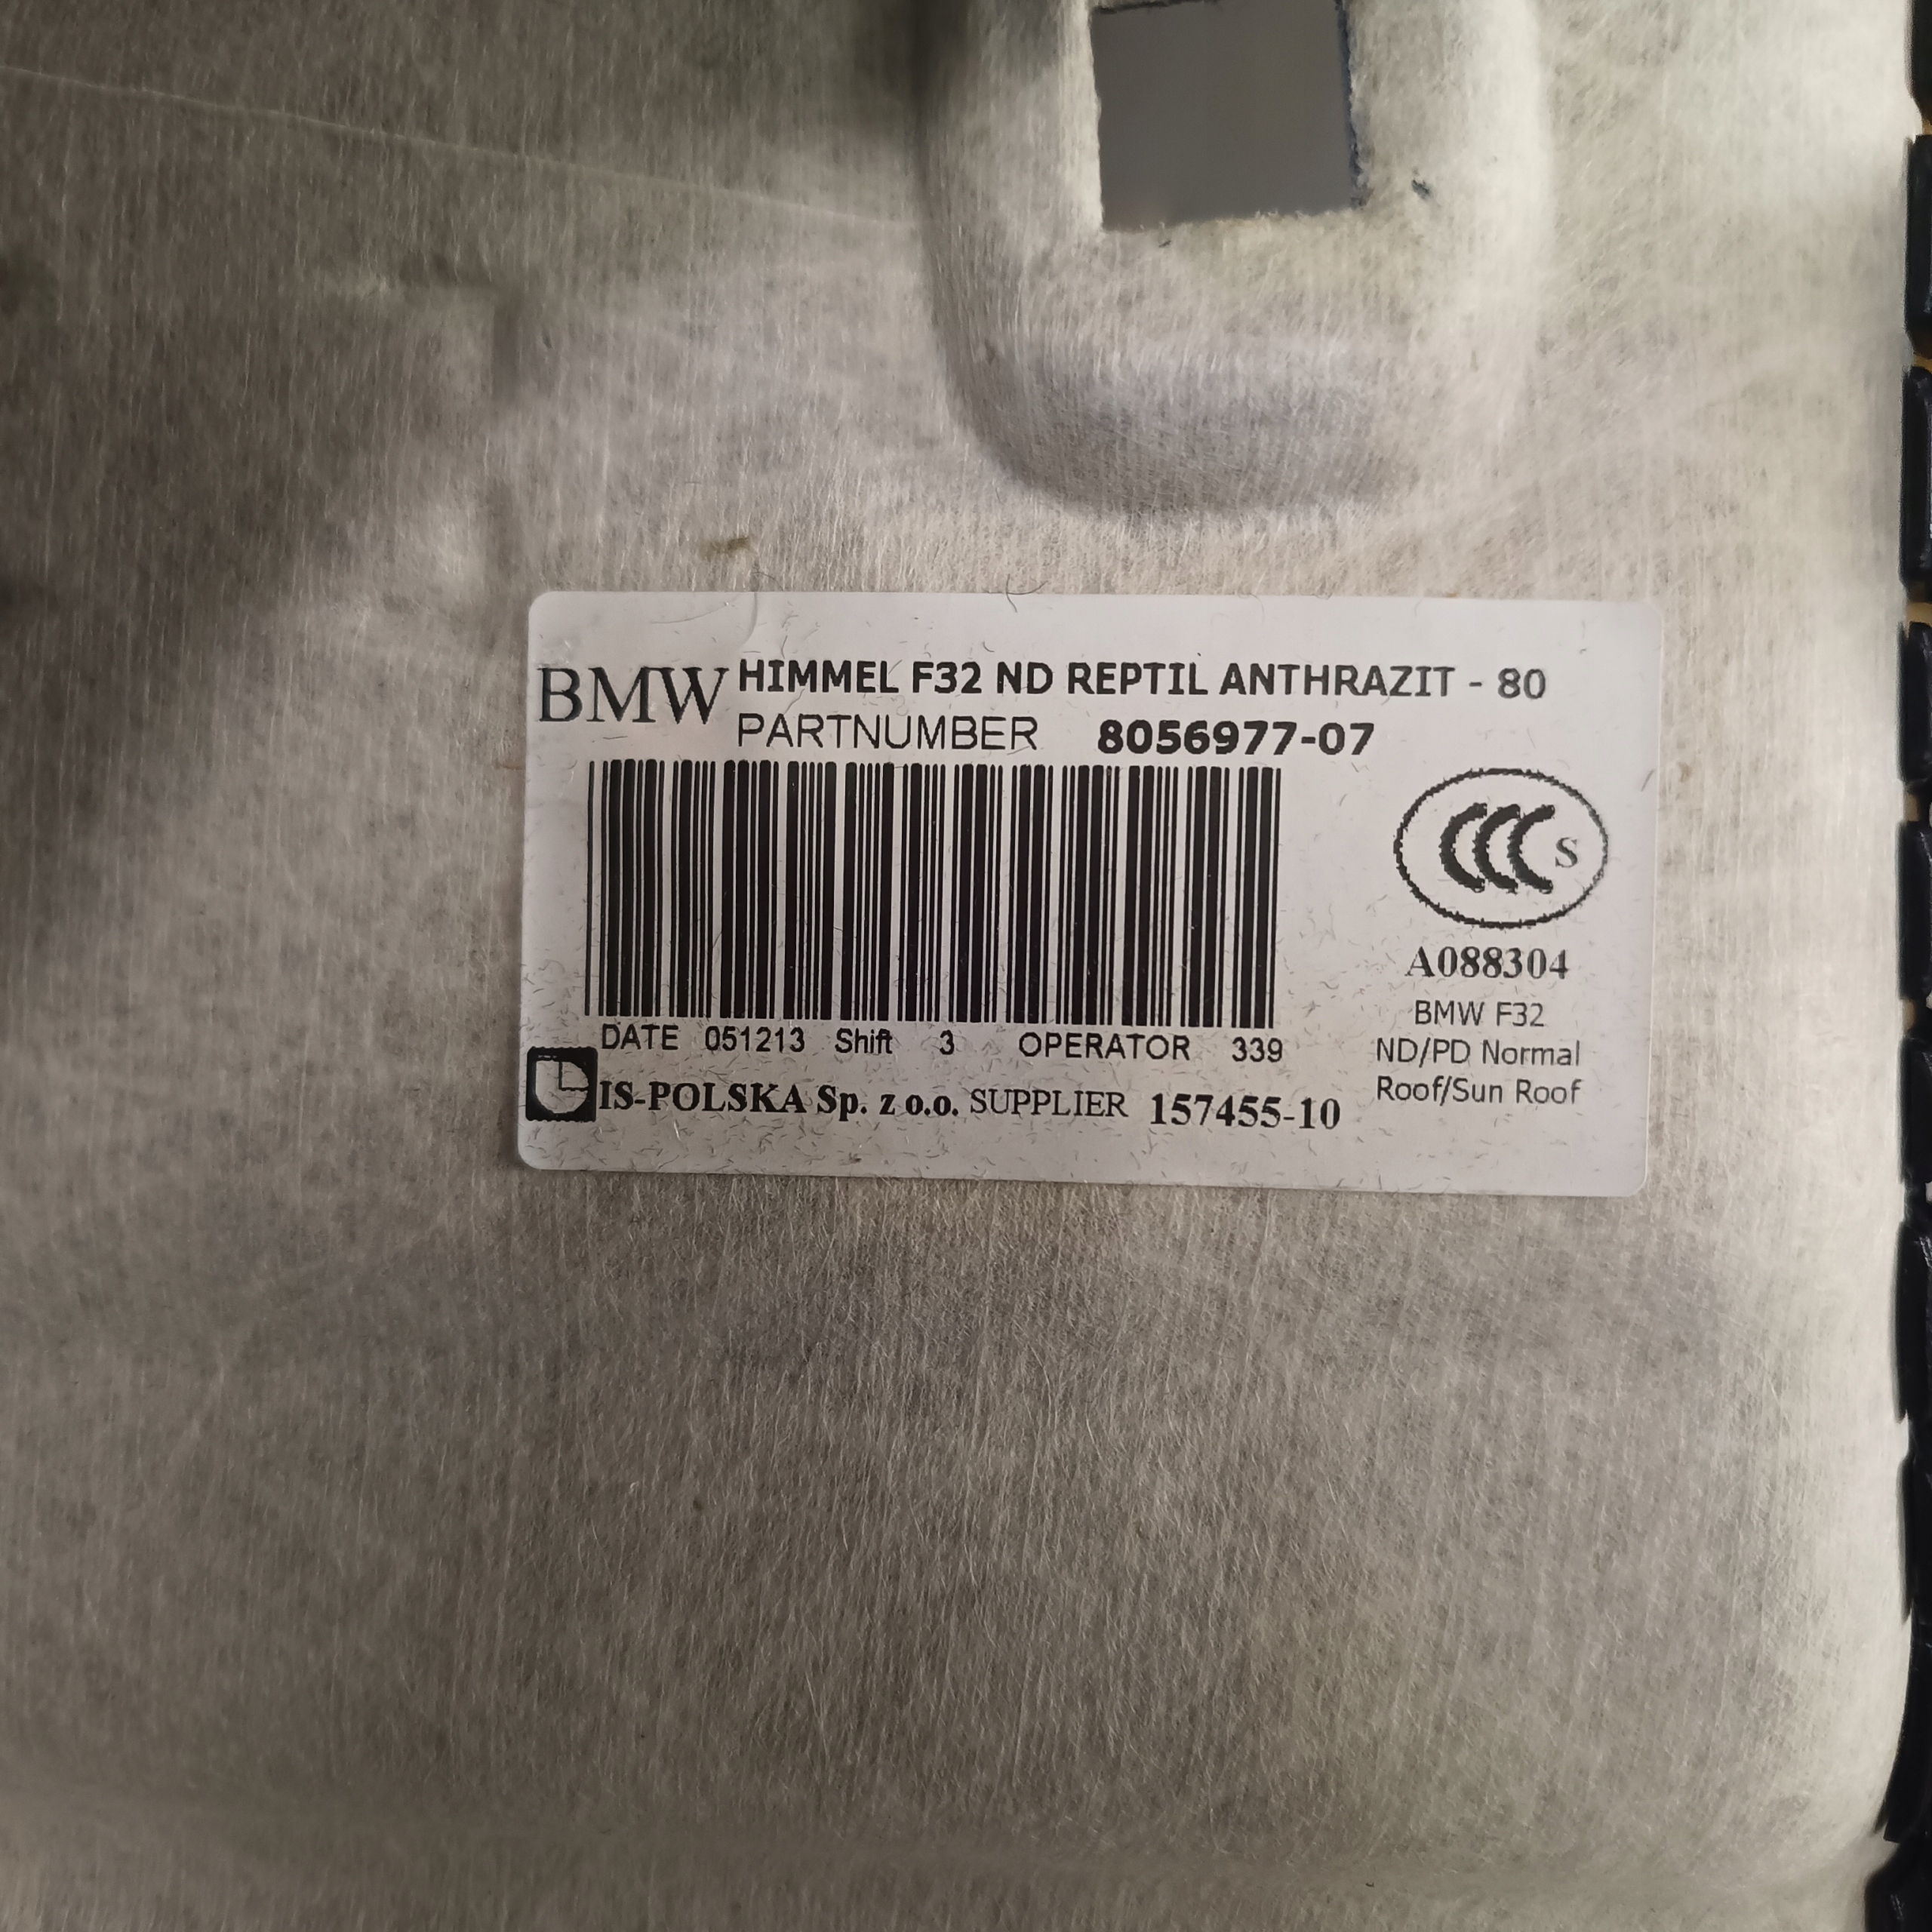 BMW HIMMEL F32 ND REPTIL ANTHRAZIT - 80
PARTNUMBER 8056977-07
CCC S
A088304
BMW F32
ND/PD Normal
Roof/Sun Roof
DATE 051213 Shift 3 OPERATOR 339
IS-POLSKA Sp. z o.o. SUPPLIER 157455-10